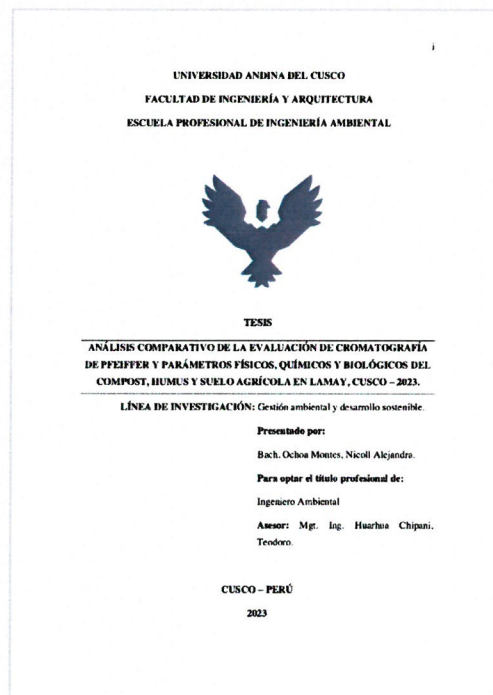 i
UNIVERSIDAD ANDINA DEL CUSCO
FACULTAD DE INGENIERÍA Y ARQUITECTURA
ESCUELA PROFESIONAL DE INGENIERÍA AMBIENTAL
TESIS
ANÁLISIS COMPARATIVO DE LA EVALUACIÓN DE CROMATOGRAFÍA
DE PFEIFFER Y PARÁMETROS FÍSICOS, QUÍMICOS Y BIOLÓGICOS DEL
COMPOST, HUMUS Y SUELO AGRÍCOLA EN LAMAY, CUSCO – 2023.
LÍNEA DE INVESTIGACIÓN: Gestión ambiental y desarrollo sostenible.
Presentado por:
Bach. Ochoa Montes, Nicoll Alejandra.
Para optar el título profesional de:
Ingeniero Ambiental
Asesor: Mgt. Ing. Huarhua Chipani,
Teodoro.
CUSCO – PERÚ
2023